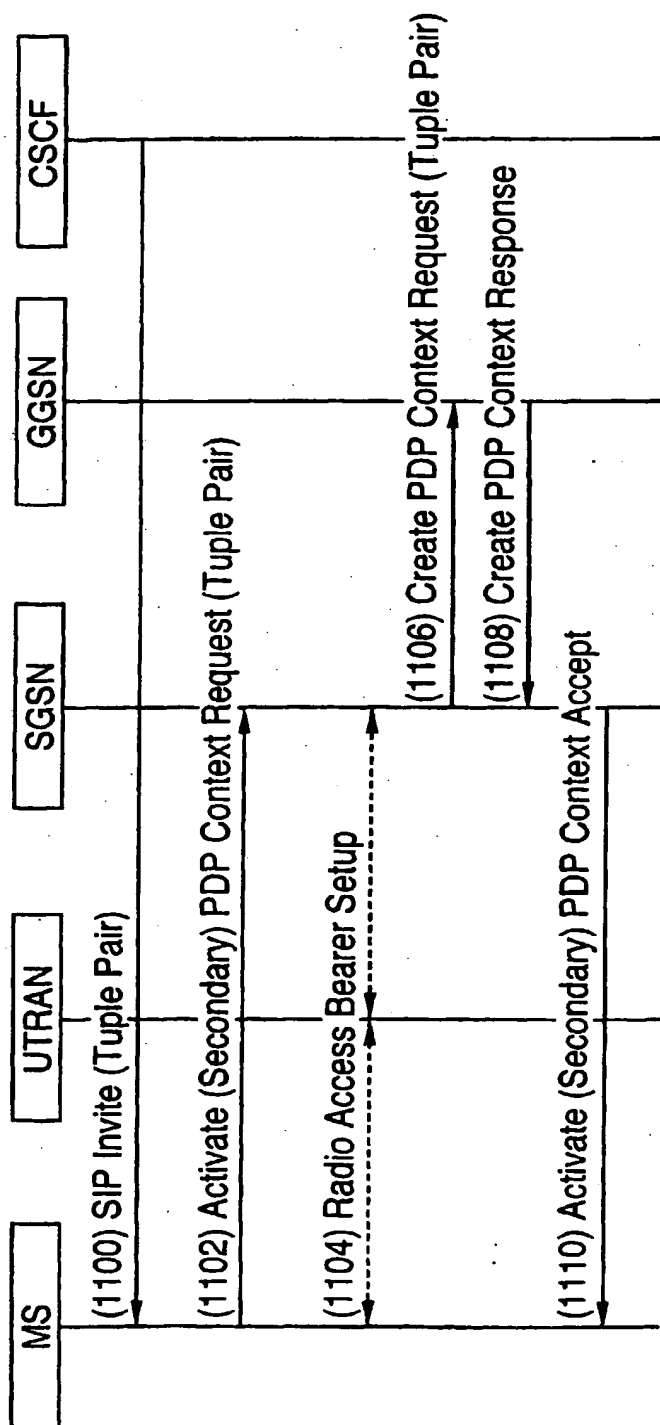 MS
UTRAN
SGSN
GGSN
CSCF
(1100) SIP Invite (Tuple Pair)
(1102) Activate (Secondary) PDP Context Request (Tuple Pair)
(1104) Radio Access Bearer Setup
(1106) Create PDP Context Request (Tuple Pair)
(1108) Create PDP Context Response
(1110) Activate (Secondary) PDP Context Accept